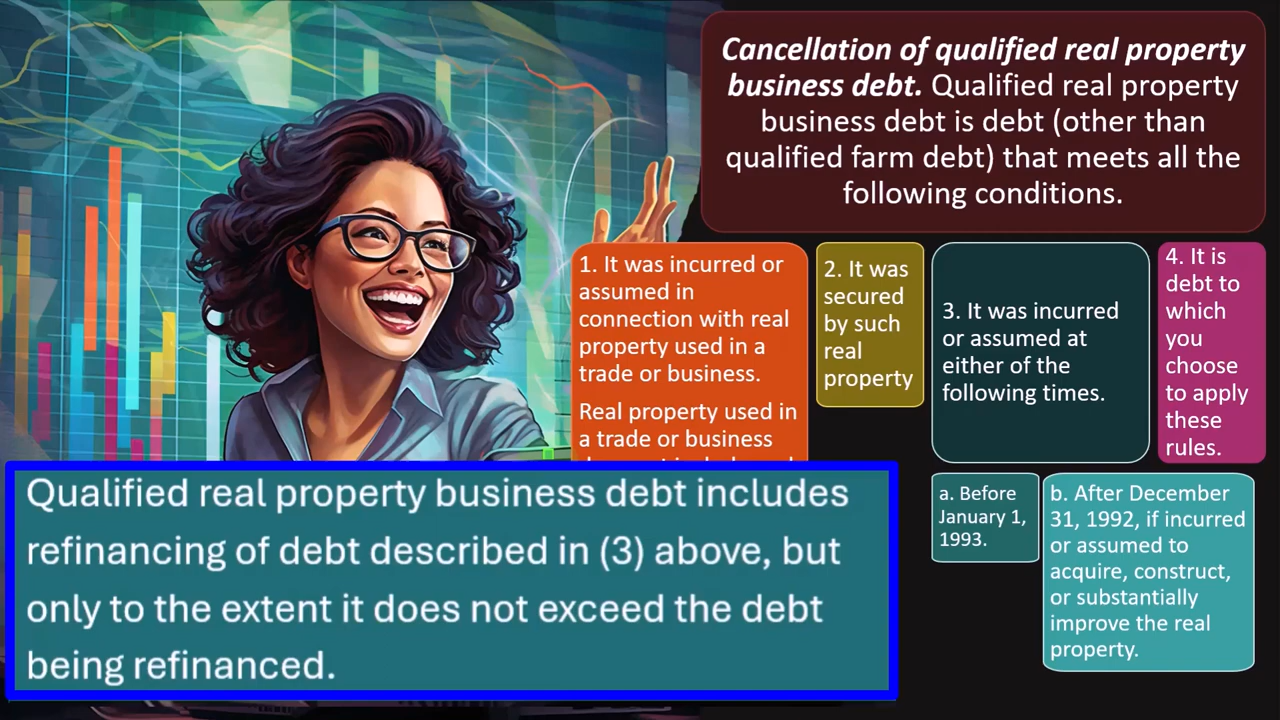 Cancellation of qualified real property
business debt. Qualified real property
business debt is debt (other than
qualified farm debt) that meets all the
following conditions.
1. It was incurred or
assumed in
connection with real
property used in a
trade or business.
Real property used in
a trade or business
2. It was
secured
by such
real
property
3. It was incurred
or assumed at
either of the
following times.
a. Before
January 1,
1993.
b. After December
31, 1992, if incurred
or assumed to
acquire, construct,
or substantially
improve the real
property.
4. It is
debt to
which
you
choose
to apply
these
rules.
Qualified real property business debt includes
refinancing of debt described in (3) above, but
only to the extent it does not exceed the debt
being refinanced.